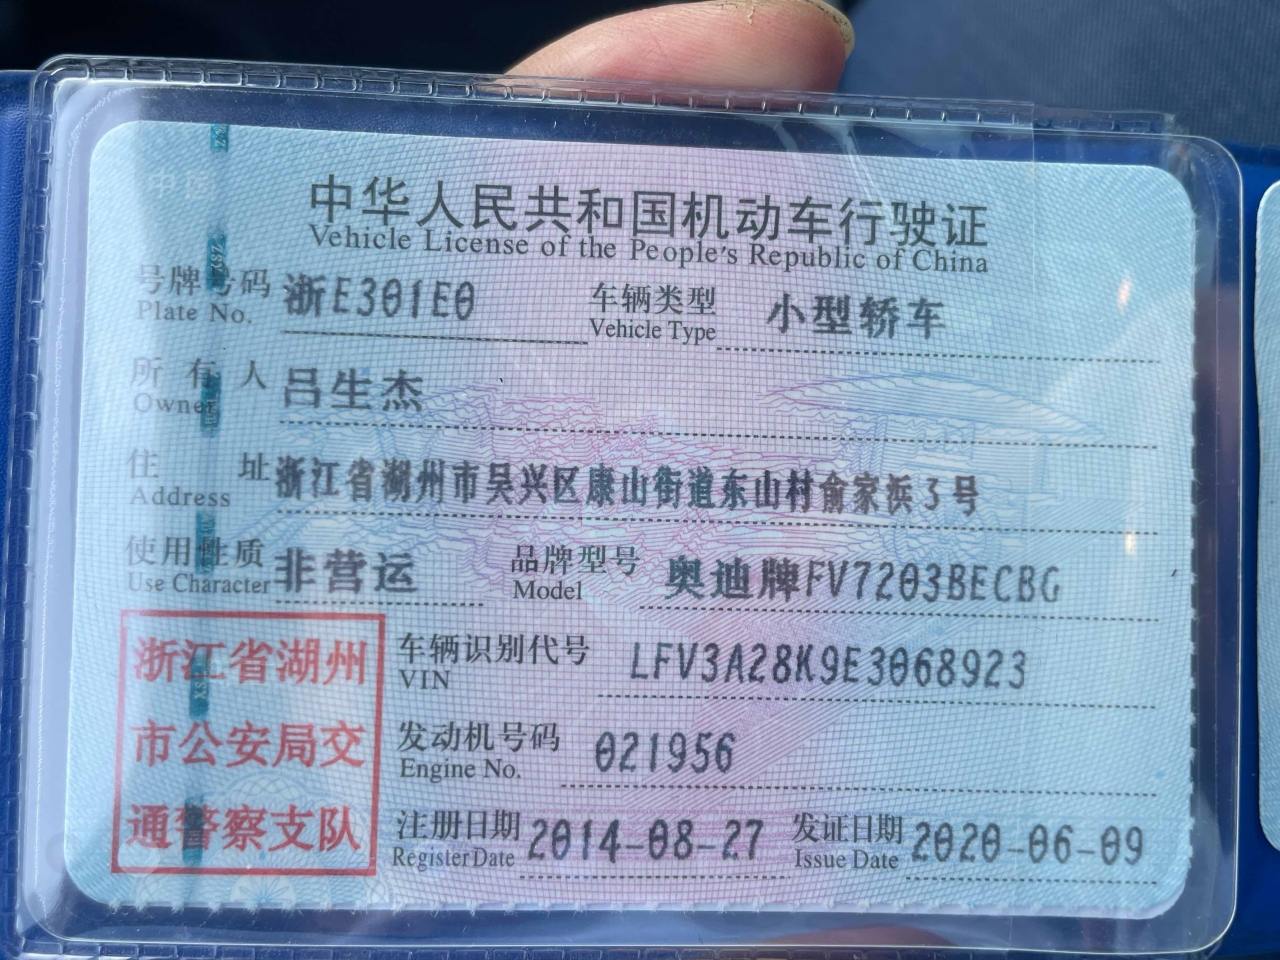 中华人民共和国机动车行驶证
Vehicle License of the People's Republic of China
号牌号码 浙E301E0 车辆类型 小型轿车
Plate No. Vehicle Type
所有人 吕生杰
Owner
住址 浙江省湖州市吴兴区康山街道东山村俞家浜3号
Address
使用性质 非营运 品牌型号 奥迪牌FV7203BECBG
Use Character Model
浙江省湖州
市公安局交
通警察支队
车辆识别代号 LFV3A28K9E3068923
VIN
发动机号码 021956
Engine No.
注册日期 2014-08-27 发证日期 2020-06-09
Register Date Issue Date